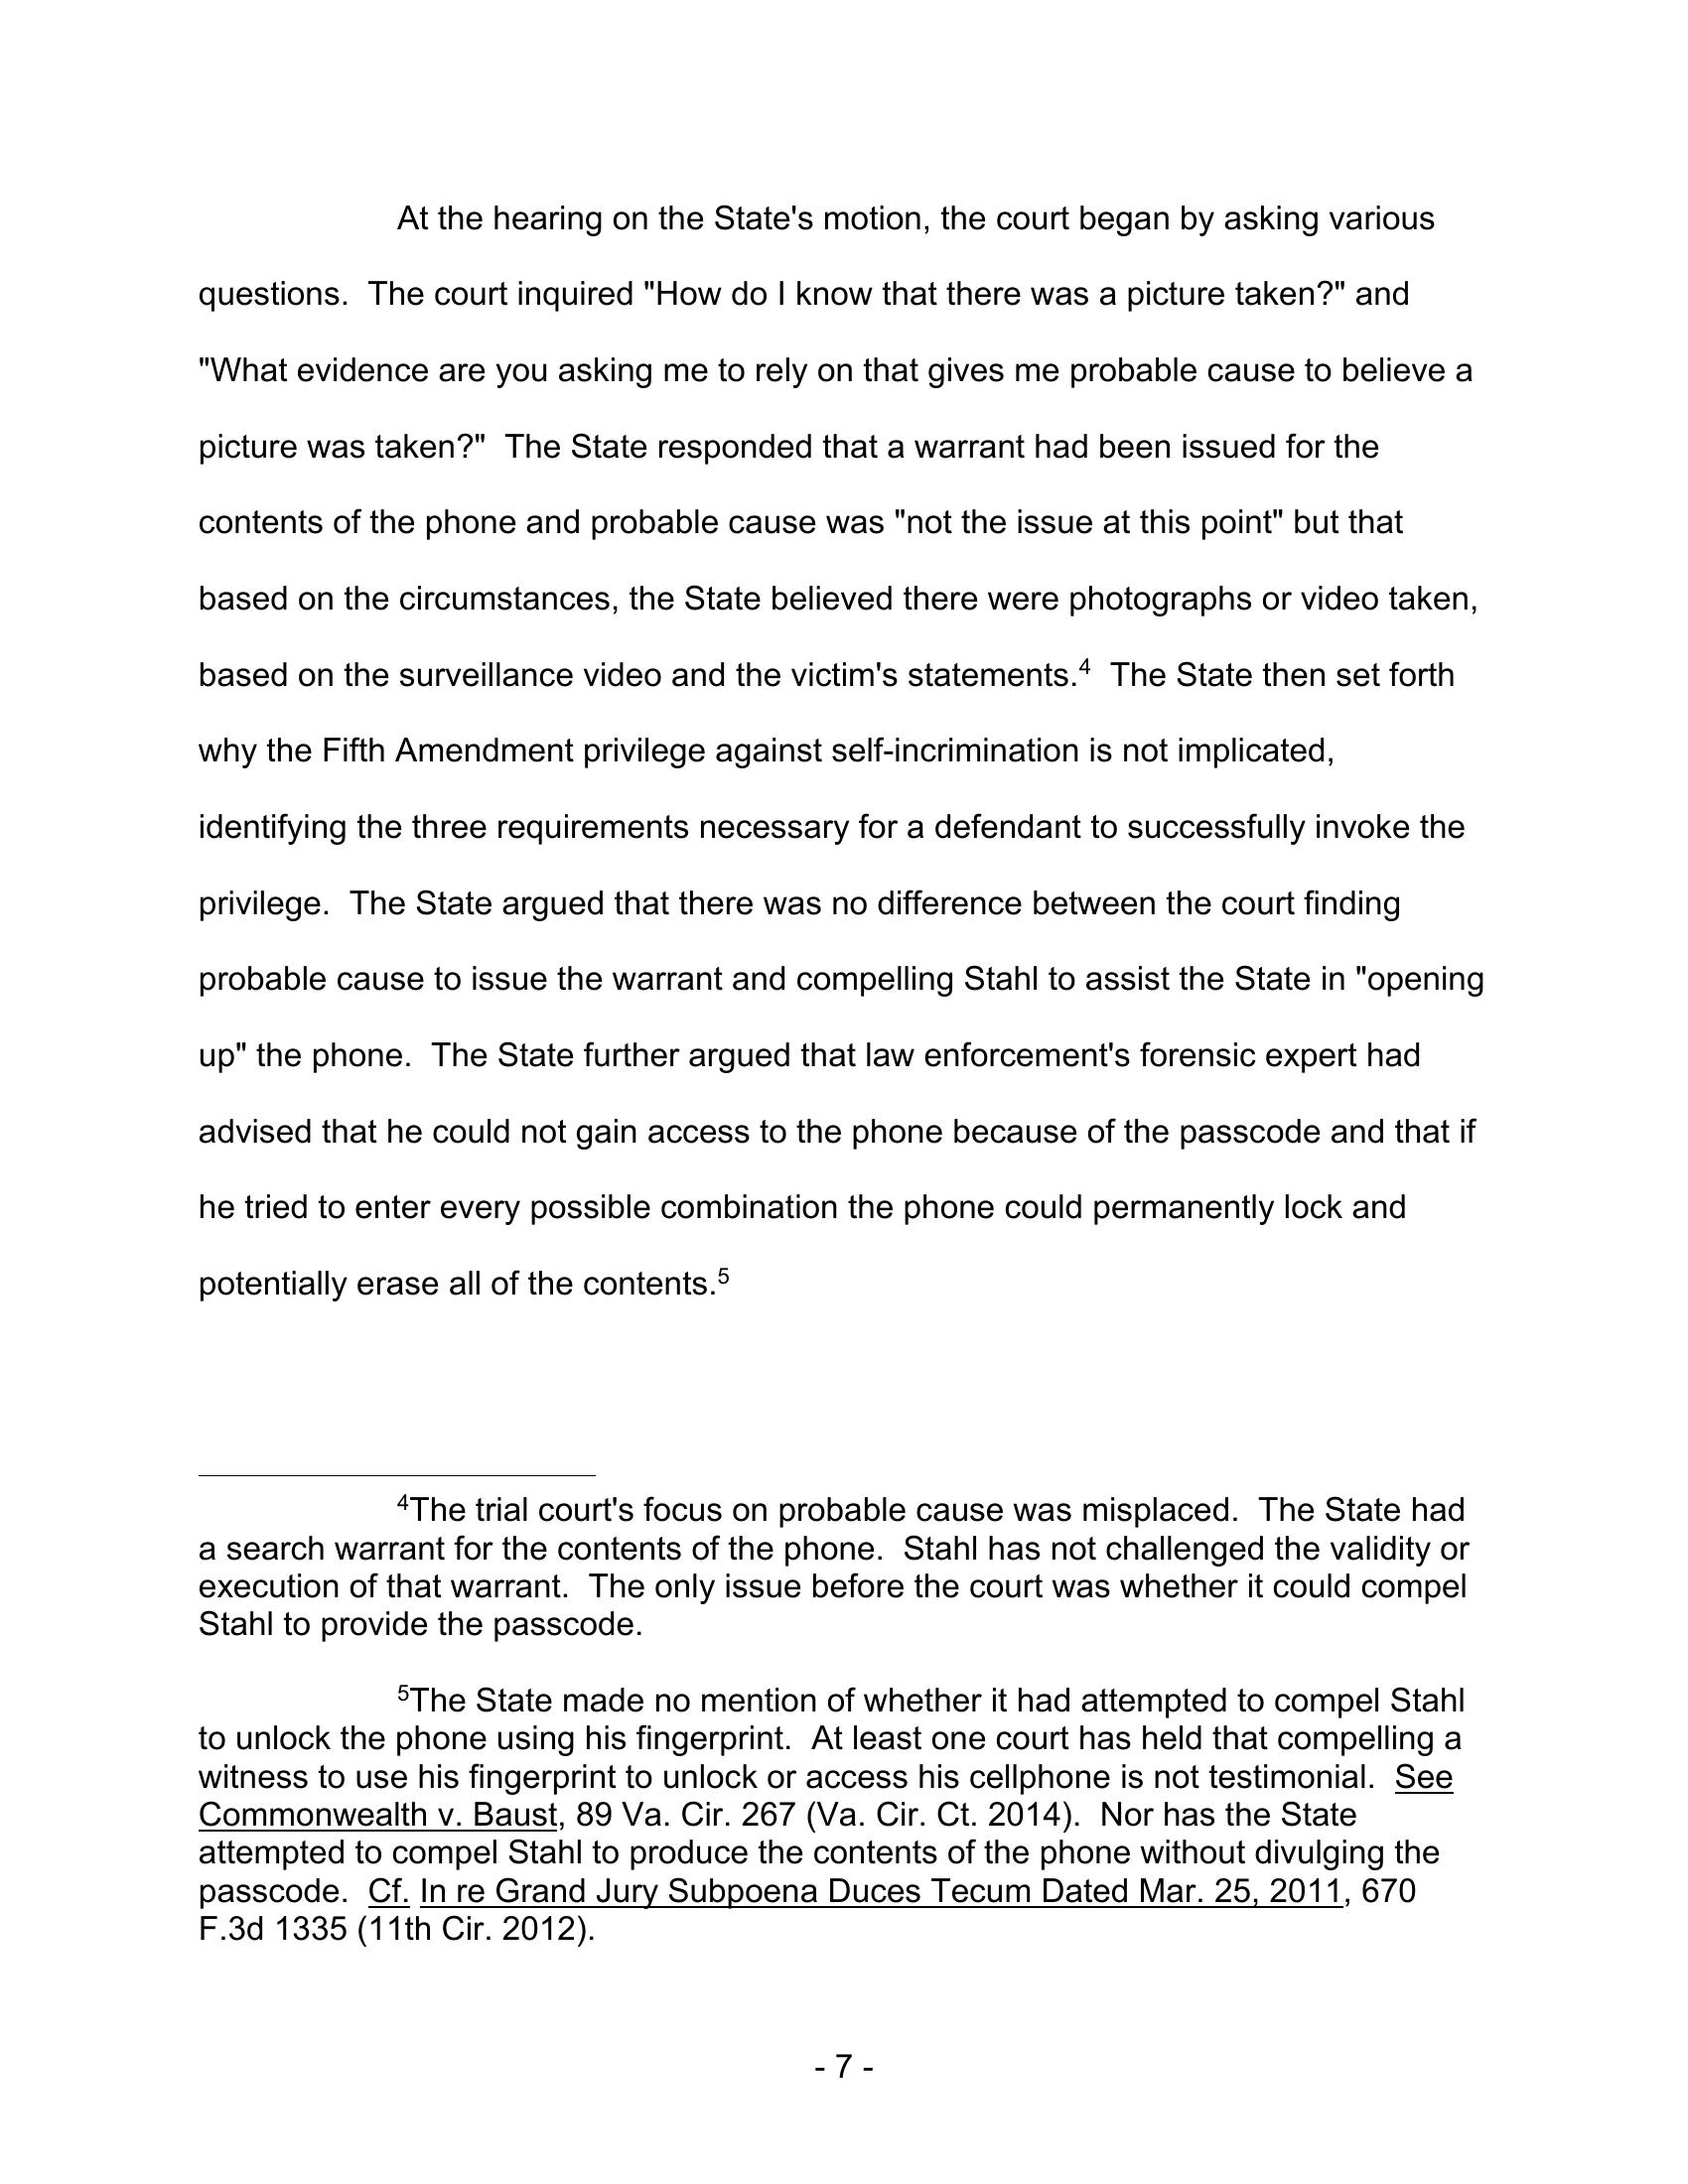 At the hearing on the State's motion, the court began by asking various
questions.  The court inquired "How do I know that there was a picture taken?" and
"What evidence are you asking me to rely on that gives me probable cause to believe a
picture was taken?"  The State responded that a warrant had been issued for the
contents of the phone and probable cause was "not the issue at this point" but that
based on the circumstances, the State believed there were photographs or video taken,
based on the surveillance video and the victim's statements.4  The State then set forth
why the Fifth Amendment privilege against self-incrimination is not implicated,
identifying the three requirements necessary for a defendant to successfully invoke the
privilege.  The State argued that there was no difference between the court finding
probable cause to issue the warrant and compelling Stahl to assist the State in "opening
up" the phone.  The State further argued that law enforcement's forensic expert had
advised that he could not gain access to the phone because of the passcode and that if
he tried to enter every possible combination the phone could permanently lock and
potentially erase all of the contents.5
4The trial court's focus on probable cause was misplaced.  The State had
a search warrant for the contents of the phone.  Stahl has not challenged the validity or
execution of that warrant.  The only issue before the court was whether it could compel
Stahl to provide the passcode.
5The State made no mention of whether it had attempted to compel Stahl
to unlock the phone using his fingerprint.  At least one court has held that compelling a
witness to use his fingerprint to unlock or access his cellphone is not testimonial.  See
Commonwealth v. Baust, 89 Va. Cir. 267 (Va. Cir. Ct. 2014).  Nor has the State
attempted to compel Stahl to produce the contents of the phone without divulging the
passcode.  Cf. In re Grand Jury Subpoena Duces Tecum Dated Mar. 25, 2011, 670
F.3d 1335 (11th Cir. 2012).
- 7 -